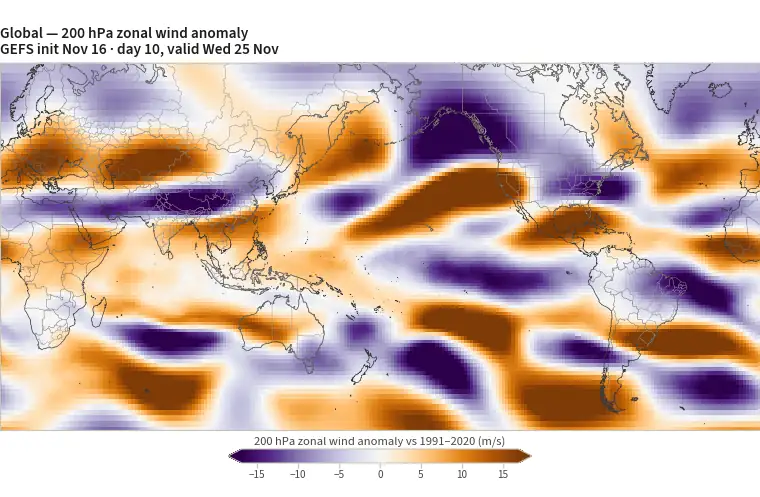 Global — 200 hPa zonal wind anomaly
GEFS init Nov 16 · day 10, valid Wed 25 Nov
200 hPa zonal wind anomaly vs 1991–2020 (m/s)
−15 −10 −5 0 5 10 15